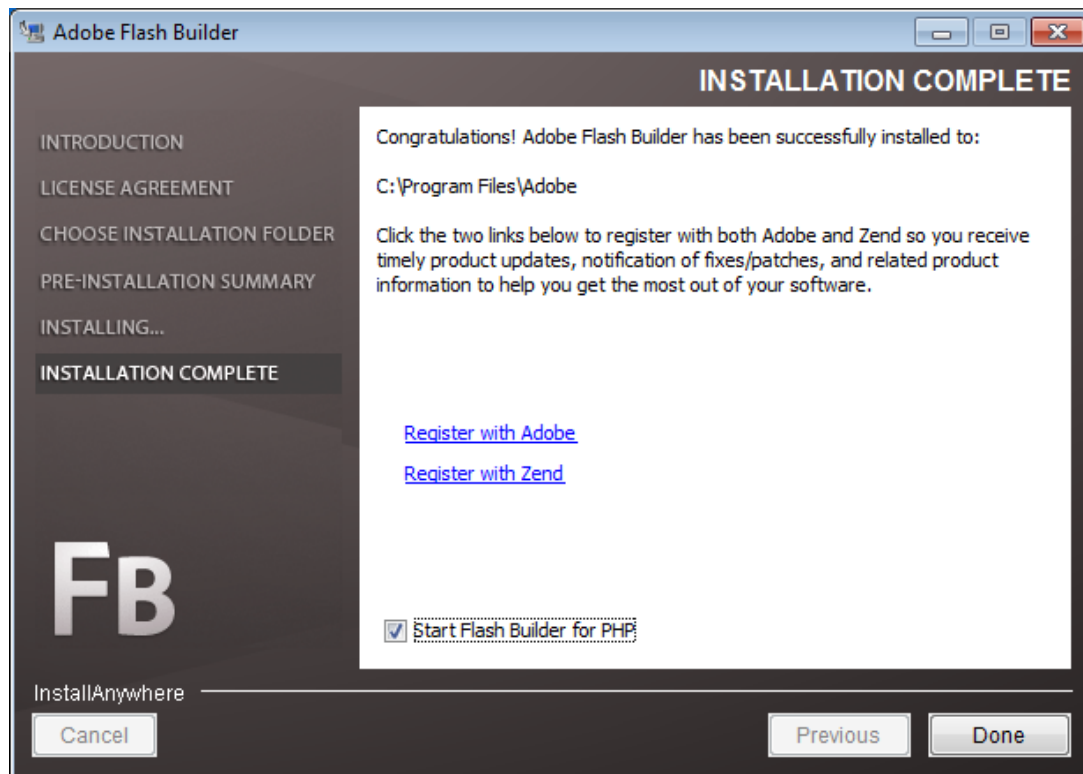 Adobe Flash Builder
INSTALLATION COMPLETE
INTRODUCTION
LICENSE AGREEMENT
CHOOSE INSTALLATION FOLDER
PRE-INSTALLATION SUMMARY
INSTALLING...
INSTALLATION COMPLETE
Congratulations! Adobe Flash Builder has been successfully installed to:
C:\Program Files\Adobe
Click the two links below to register with both Adobe and Zend so you receive
timely product updates, notification of fixes/patches, and related product
information to help you get the most out of your software.
Register with Adobe
Register with Zend
FB
Start Flash Builder for PHP
InstallAnywhere
Cancel
Previous
Done